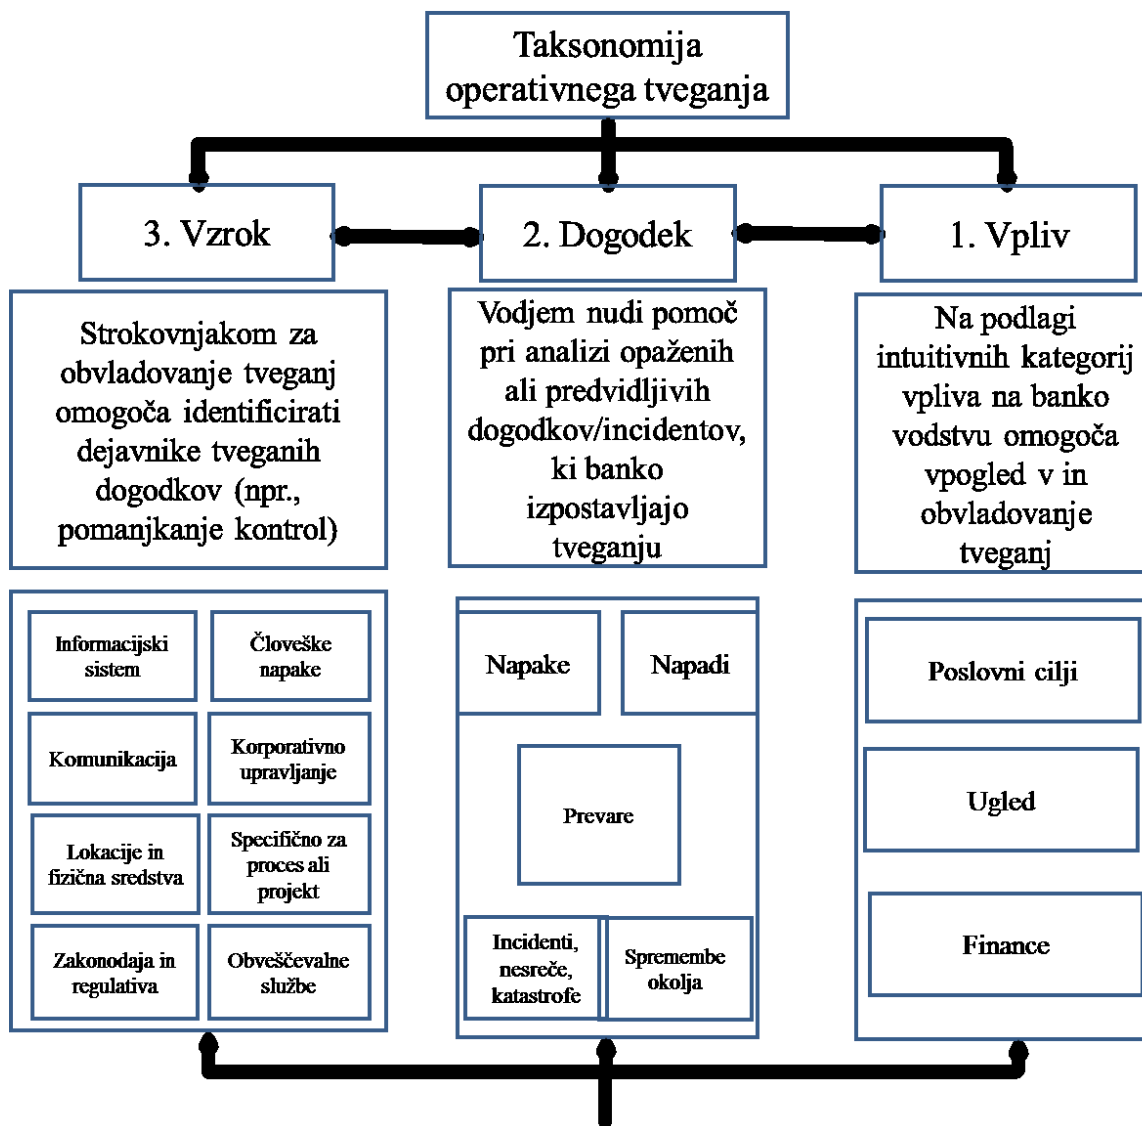 Taksonomija
operativnega tveganja
3. Vzrok
2. Dogodek
1. Vpliv
Strokovnjakom za
obvladovanje tveganj
omogoča identificirati
dejavnike tveganih
dogodkov (npr.,
pomanjkanje kontrol)
Vodjem nudi pomoč
pri analizi opaženih
ali predvidljivih
dogodkov/incidentov,
ki banko
izpostavljajo
tveganju
Na podlagi
intuitivnih kategorij
vpliva na banko
vodstvu omogoča
vpogled v in
obvladovanje
tveganj
Informacijski
sistem
Človeške
napake
Komunikacija
Korporativno
upravljanje
Lokacije in
fizična sredstva
Specifično za
proces ali
projekt
Zakonodaja in
regulativa
Obveščevalne
službe
Napake
Napadi
Prevare
Incidenti,
nesreče,
katastrofe
Spremembe
okolja
Poslovni cilji
Ugled
Finance